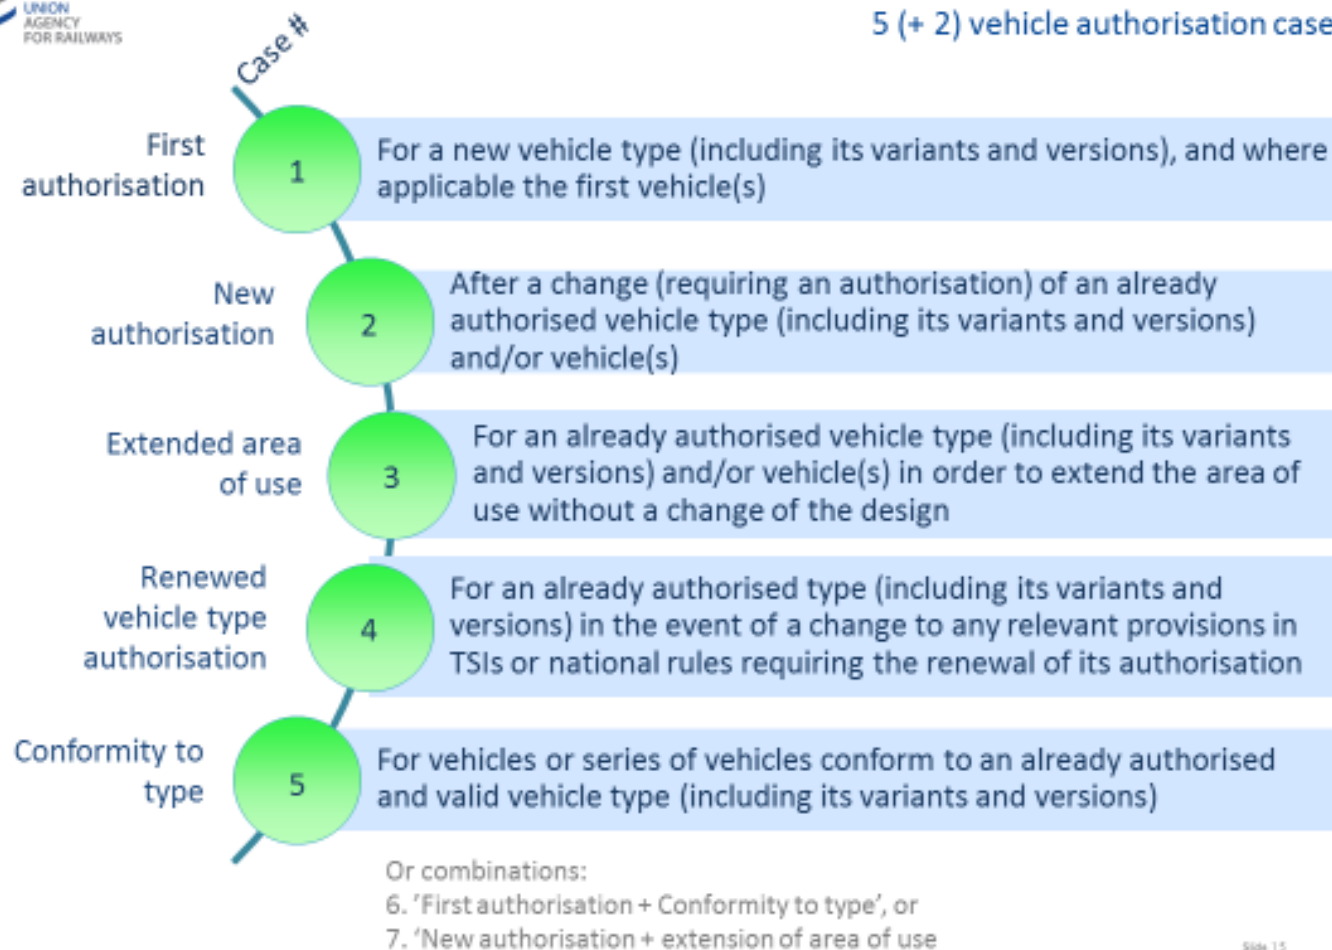 UNION
AGENCY
FOR RAILWAYS
5 (+ 2) vehicle authorisation case
Case #
First
authorisation
1
For a new vehicle type (including its variants and versions), and where
applicable the first vehicle(s)
New
authorisation
2
After a change (requiring an authorisation) of an already
authorised vehicle type (including its variants and versions)
and/or vehicle(s)
Extended area
of use
3
For an already authorised vehicle type (including its variants
and versions) and/or vehicle(s) in order to extend the area of
use without a change of the design
Renewed
vehicle type
authorisation
4
For an already authorised type (including its variants and
versions) in the event of a change to any relevant provisions in
TSIs or national rules requiring the renewal of its authorisation
Conformity to
type
5
For vehicles or series of vehicles conform to an already authorised
and valid vehicle type (including its variants and versions)
Or combinations:
6. 'First authorisation + Conformity to type', or
7. 'New authorisation + extension of area of use
Slide 15